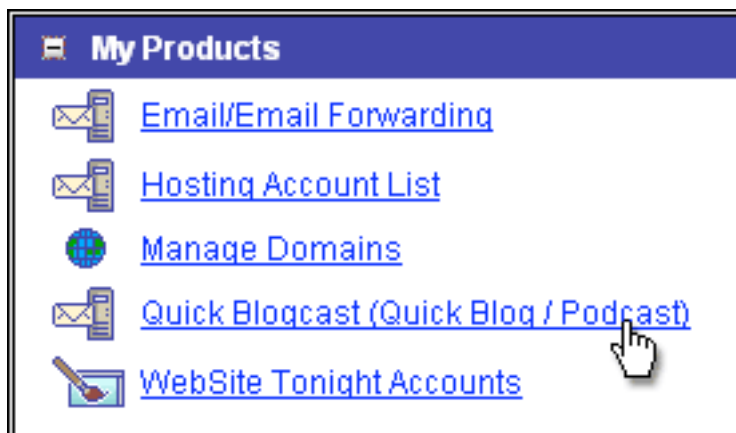 My Products
Email/Email Forwarding
Hosting Account List
Manage Domains
Quick Blogcast (Quick Blog / Podcast)
WebSite Tonight Accounts